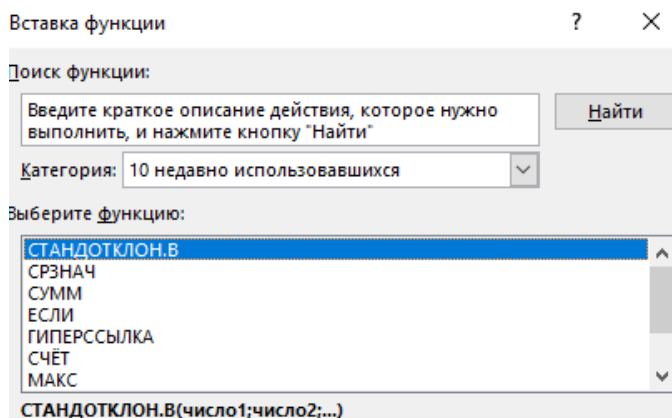 Вставка функции ? ×
Поиск функции:
Введите краткое описание действия, которое нужно
выполнить, и нажмите кнопку "Найти"
Найти
Категория: 10 недавно использовавшихся
Выберите функцию:
СТАНДОТКЛОН.В
СРЗНАЧ
СУММ
ЕСЛИ
ГИПЕРССЫЛКА
СЧЁТ
МАКС
СТАНДОТКЛОН.В(число1;число2;...)